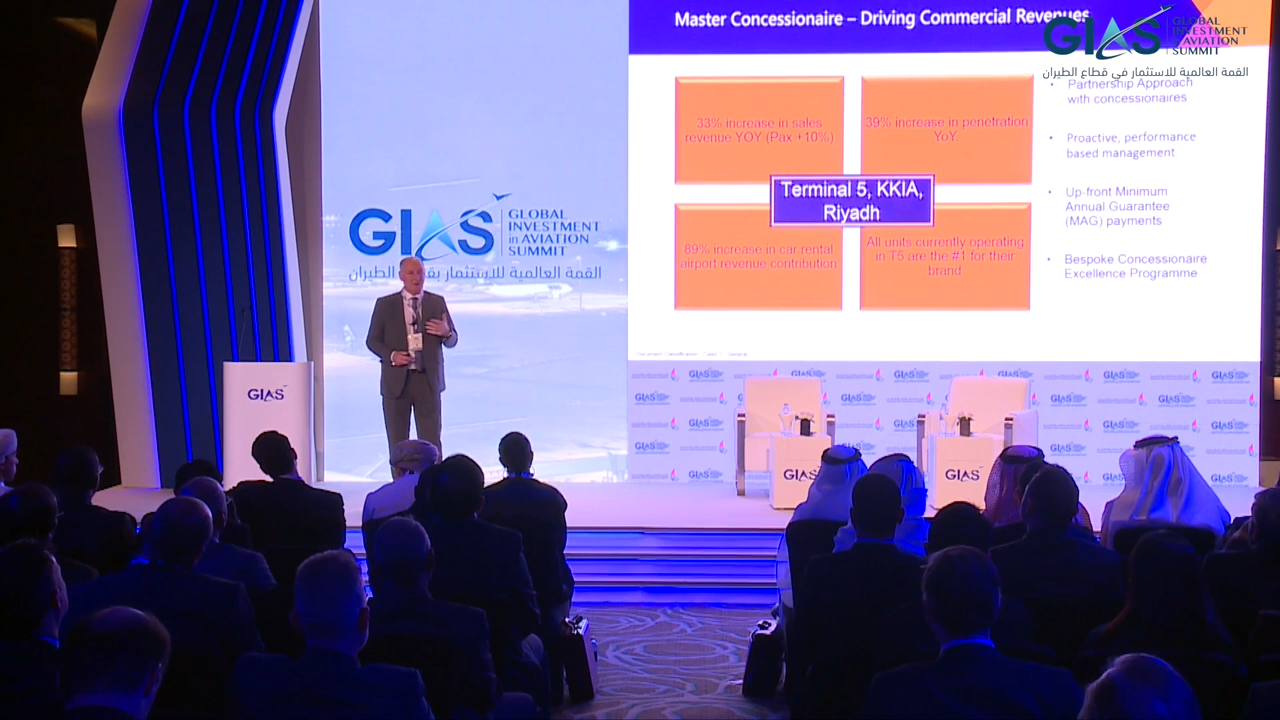 Master Concessionaire – Driving Commercial Revenues
GIAS
GLOBAL
INVESTMENT
in AVIATION
SUMMIT
القمة العالمية للاستثمار في قطاع الطيران
33% increase in sales
revenue YOY (Pax +10%)
39% increase in penetration
YoY.
Terminal 5, KKIA,
Riyadh
89% increase in car rental
airport revenue contribution
All units currently operating
in T5 are the #1 for their
brand
• Partnership Approach
with concessionaires
• Proactive, performance
based management
• Up-front Minimum
Annual Guarantee
(MAG) payments
• Bespoke Concessionaire
Excellence Programme
GIAS
GLOBAL
INVESTMENT
in AVIATION
SUMMIT
القمة العالمية للاستثمار بقطاع الطيران
GIAS
GIAS
GIAS